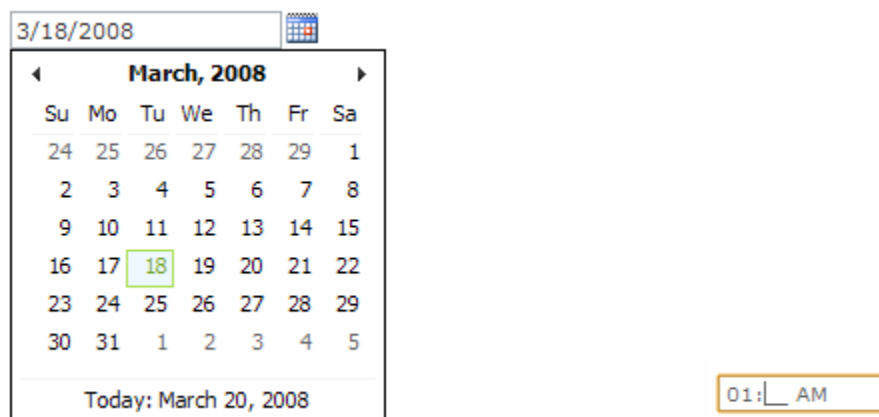 3/18/2008
March, 2008
Su Mo Tu We Th Fr Sa
24 25 26 27 28 29 1
2 3 4 5 6 7 8
9 10 11 12 13 14 15
16 17 18 19 20 21 22
23 24 25 26 27 28 29
30 31 1 2 3 4 5
Today: March 20, 2008
01:__ AM